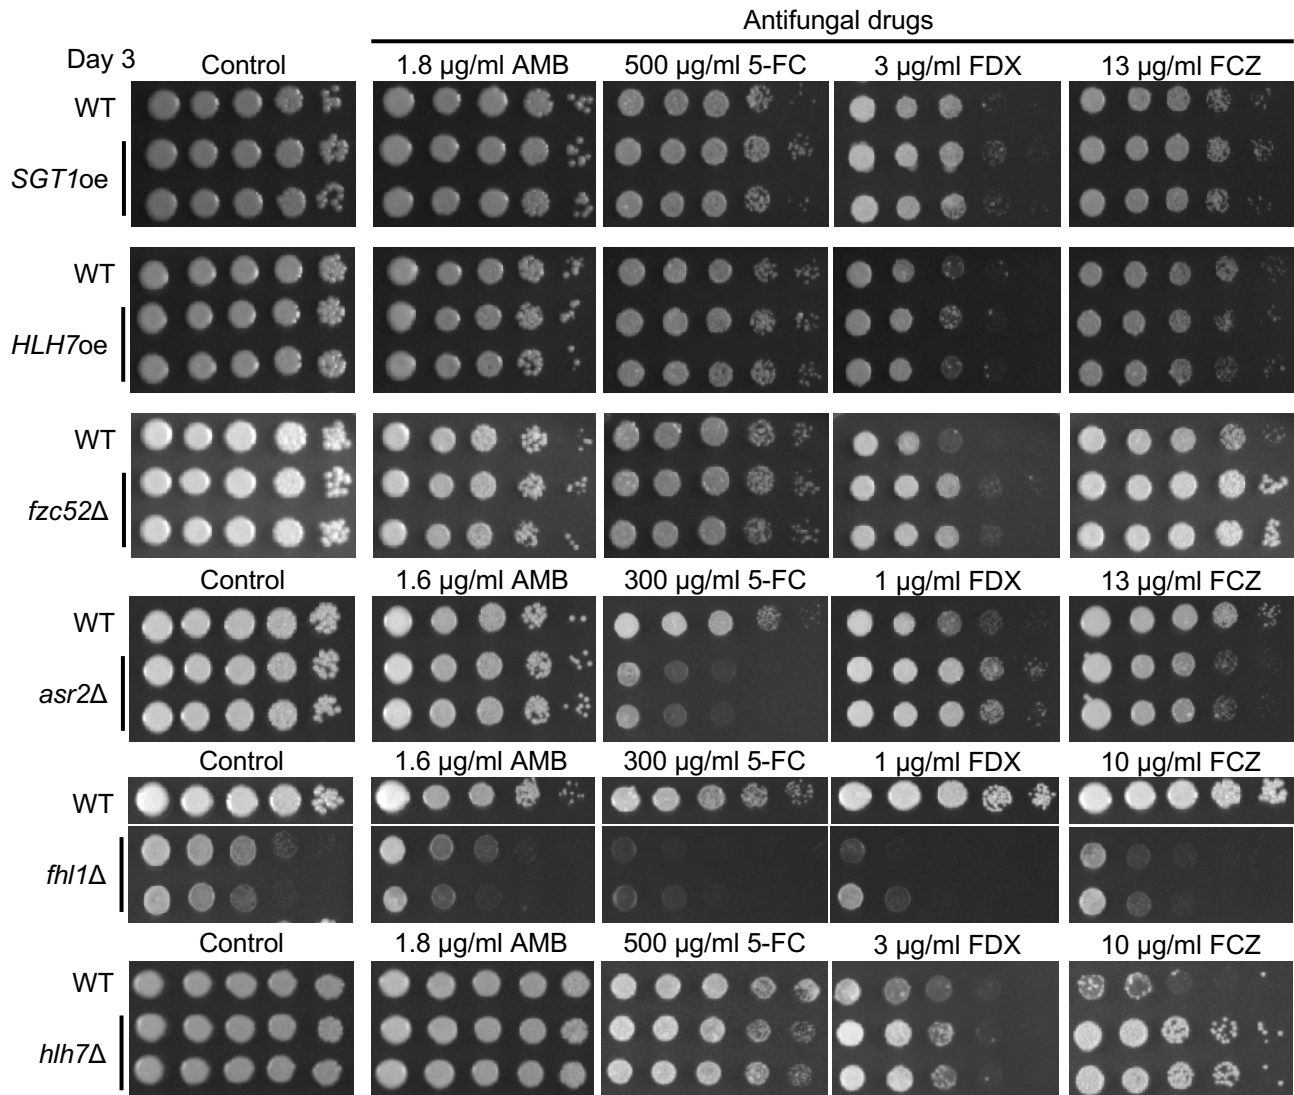 Antifungal drugs
Day 3 Control 1.8 µg/ml AMB 500 µg/ml 5-FC 3 µg/ml FDX 13 µg/ml FCZ
WT
SGT1oe
WT
HLH7oe
WT
fzc52Δ
Control 1.6 µg/ml AMB 300 µg/ml 5-FC 1 µg/ml FDX 13 µg/ml FCZ
WT
asr2Δ
Control 1.6 µg/ml AMB 300 µg/ml 5-FC 1 µg/ml FDX 10 µg/ml FCZ
WT
fhl1Δ
Control 1.8 µg/ml AMB 500 µg/ml 5-FC 3 µg/ml FDX 10 µg/ml FCZ
WT
hlh7Δ